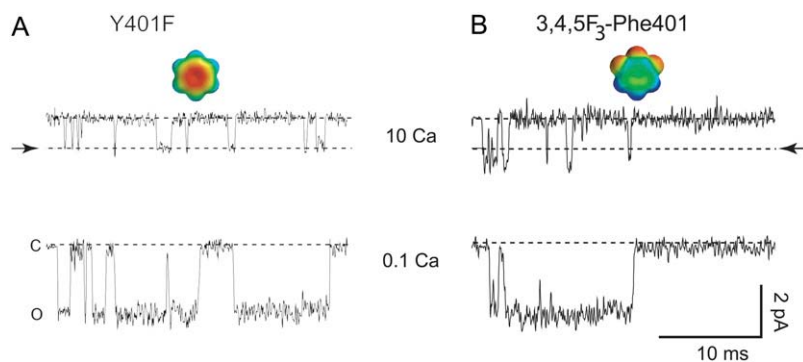 A
Y401F
B
3,4,5F₃-Phe401
10 Ca
C
O
0.1 Ca
2 pA
10 ms